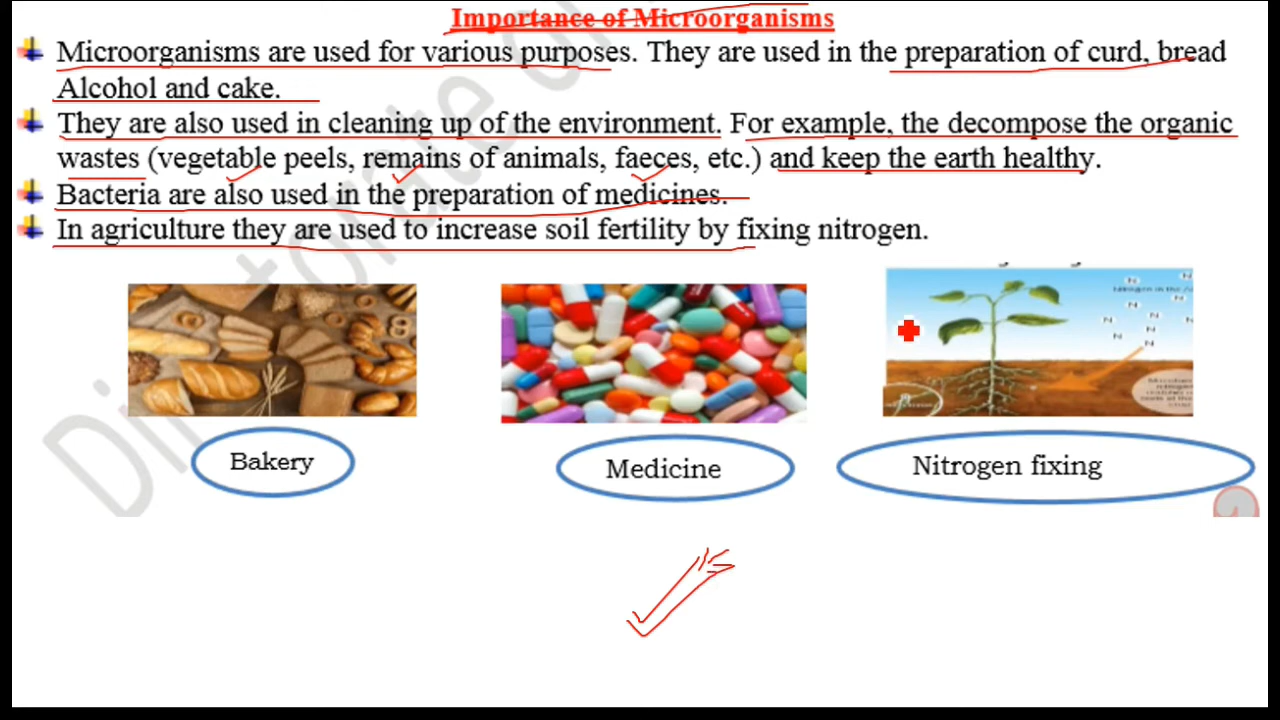 Importance of Microorganisms
Microorganisms are used for various purposes. They are used in the preparation of curd, bread
Alcohol and cake.
They are also used in cleaning up of the environment. For example, the decompose the organic
wastes (vegetable peels, remains of animals, faeces, etc.) and keep the earth healthy.
Bacteria are also used in the preparation of medicines.
In agriculture they are used to increase soil fertility by fixing nitrogen.
Nitrogen in the
N N N N N N N N N
Bakery
Medicine
Nitrogen fixing